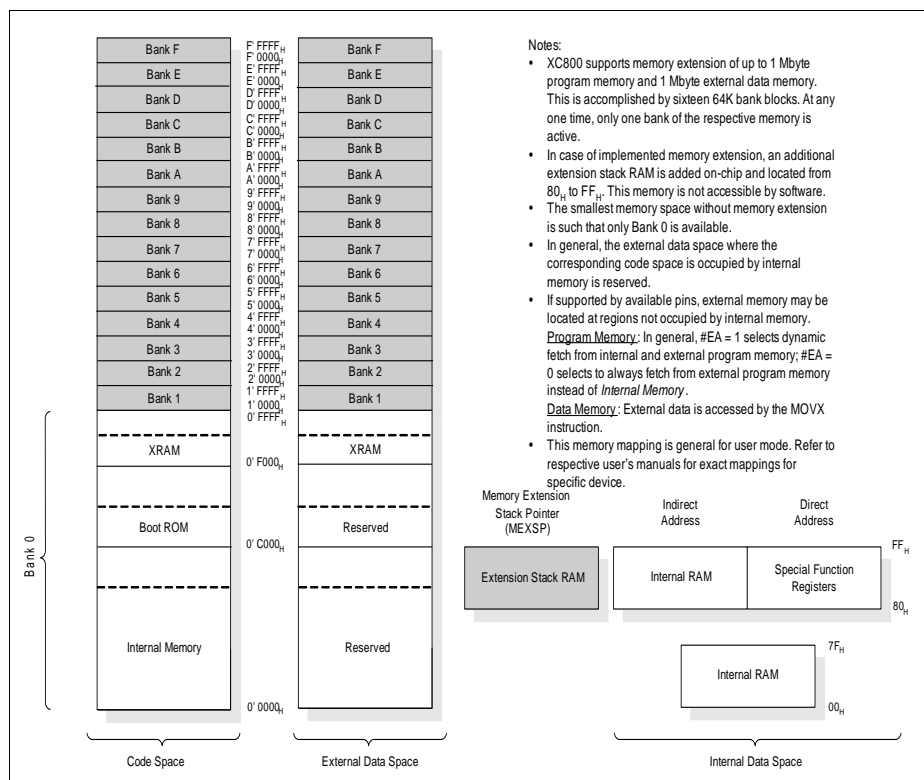 Bank F
Bank E
Bank D
Bank C
Bank B
Bank A
Bank 9
Bank 8
Bank 7
Bank 6
Bank 5
Bank 4
Bank 3
Bank 2
Bank 1
XRAM
Boot ROM
Internal Memory
Bank 0
Code Space
F' FFFFH
F' 0000H
E' FFFFH
E' 0000H
D' FFFFH
D' 0000H
C' FFFFH
C' 0000H
B' FFFFH
B' 0000H
A' FFFFH
A' 0000H
9' FFFFH
9' 0000H
8' FFFFH
8' 0000H
7' FFFFH
7' 0000H
6' FFFFH
6' 0000H
5' FFFFH
5' 0000H
4' FFFFH
4' 0000H
3' FFFFH
3' 0000H
2' FFFFH
2' 0000H
1' FFFFH
1' 0000H
0' FFFFH
0' F000H
0' C000H
0' 0000H
Bank F
Bank E
Bank D
Bank C
Bank B
Bank A
Bank 9
Bank 8
Bank 7
Bank 6
Bank 5
Bank 4
Bank 3
Bank 2
Bank 1
XRAM
Reserved
Reserved
External Data Space
Notes:
• XC800 supports memory extension of up to 1 Mbyte
program memory and 1 Mbyte external data memory.
This is accomplished by sixteen 64K bank blocks. At any
one time, only one bank of the respective memory is
active.
• In case of implemented memory extension, an additional
extension stack RAM is added on-chip and located from
80H to FFH. This memory is not accessible by software.
• The smallest memory space without memory extension
is such that only Bank 0 is available.
• In general, the external data space where the
corresponding code space is occupied by internal
memory is reserved.
• If supported by available pins, external memory may be
located at regions not occupied by internal memory.
Program Memory: In general, #EA = 1 selects dynamic
fetch from internal and external program memory; #EA =
0 selects to always fetch from external program memory
instead of Internal Memory.
Data Memory: External data is accessed by the MOVX
instruction.
• This memory mapping is general for user mode. Refer to
respective user's manuals for exact mappings for
specific device.
Memory Extension
Stack Pointer
(MEXSP)
Extension Stack RAM
Indirect
Address
Direct
Address
Internal RAM
Special Function
Registers
FFH
80H
Internal RAM
7FH
00H
Internal Data Space